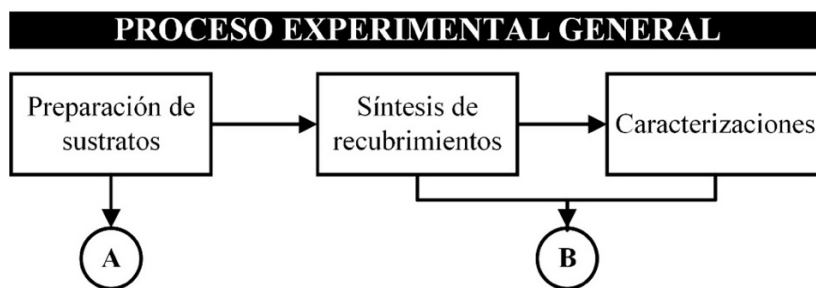 PROCESO EXPERIMENTAL GENERAL
Preparación de
sustratos
Síntesis de
recubrimientos
Caracterizaciones
A
B